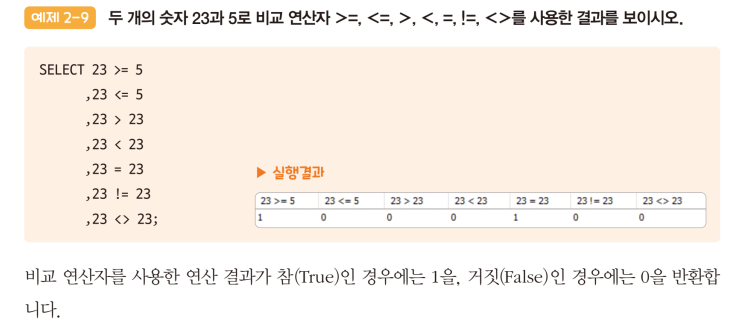 예제 2-9 두 개의 숫자 23과 5로 비교 연산자 >=, <=, >, <, =, !=, <>를 사용한 결과를 보이시오.
SELECT 23 >= 5
,23 <= 5
,23 > 23
,23 < 23
,23 = 23
,23 != 23
,23 <> 23;
▶ 실행결과
23 >= 5 23 <= 5 23 > 23 23 < 23 23 = 23 23 != 23 23 <> 23
1 0 0 0 1 0 0
비교 연산자를 사용한 연산 결과가 참(True)인 경우에는 1을, 거짓(False)인 경우에는 0을 반환합
니다.